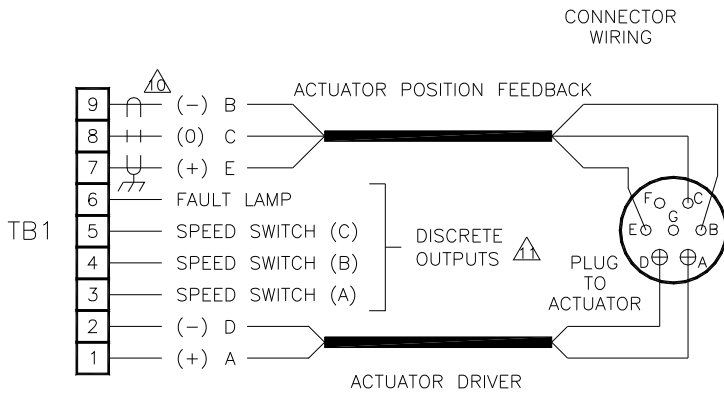 CONNECTOR
WIRING
10
ACTUATOR POSITION FEEDBACK
9 (-) B
8 (0) C
7 (+) E
6 FAULT LAMP
TB1
5 SPEED SWITCH (C)
4 SPEED SWITCH (B)
3 SPEED SWITCH (A)
2 (-) D
1 (+) A
DISCRETE
OUTPUTS 11
PLUG
TO
ACTUATOR
F C
G
E B
D A
ACTUATOR DRIVER